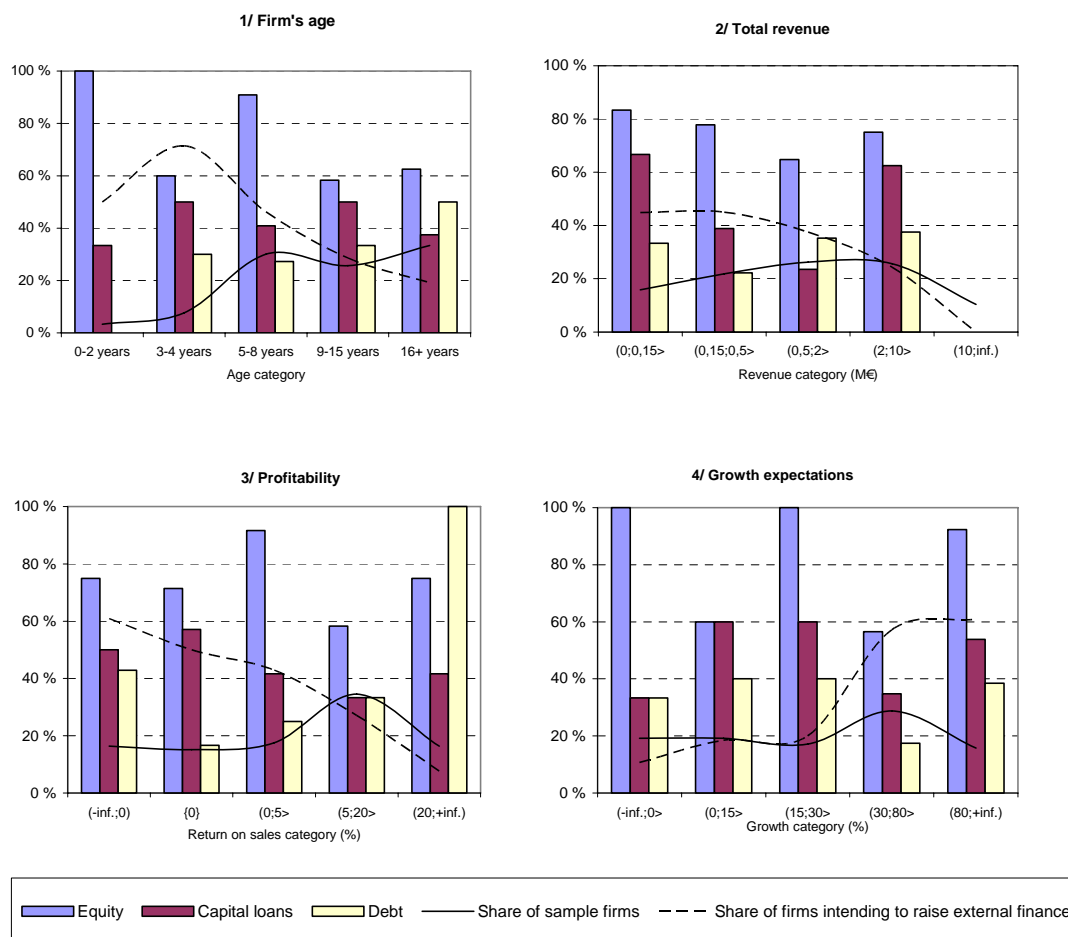 1/ Firm's age
100 %
80 %
60 %
40 %
20 %
0 %
0-2 years 3-4 years 5-8 years 9-15 years 16+ years
Age category
2/ Total revenue
100 %
80 %
60 %
40 %
20 %
0 %
(0;0,15> (0,15;0,5> (0,5;2> (2;10> (10;inf.)
Revenue category (M€)
3/ Profitability
100 %
80 %
60 %
40 %
20 %
0 %
(-inf.;0) {0} (0;5> (5;20> (20;+inf.)
Return on sales category (%)
4/ Growth expectations
100 %
80 %
60 %
40 %
20 %
0 %
(-inf.;0> (0;15> (15;30> (30;80> (80;+inf.)
Growth category (%)
Equity Capital loans Debt Share of sample firms Share of firms intending to raise external finance